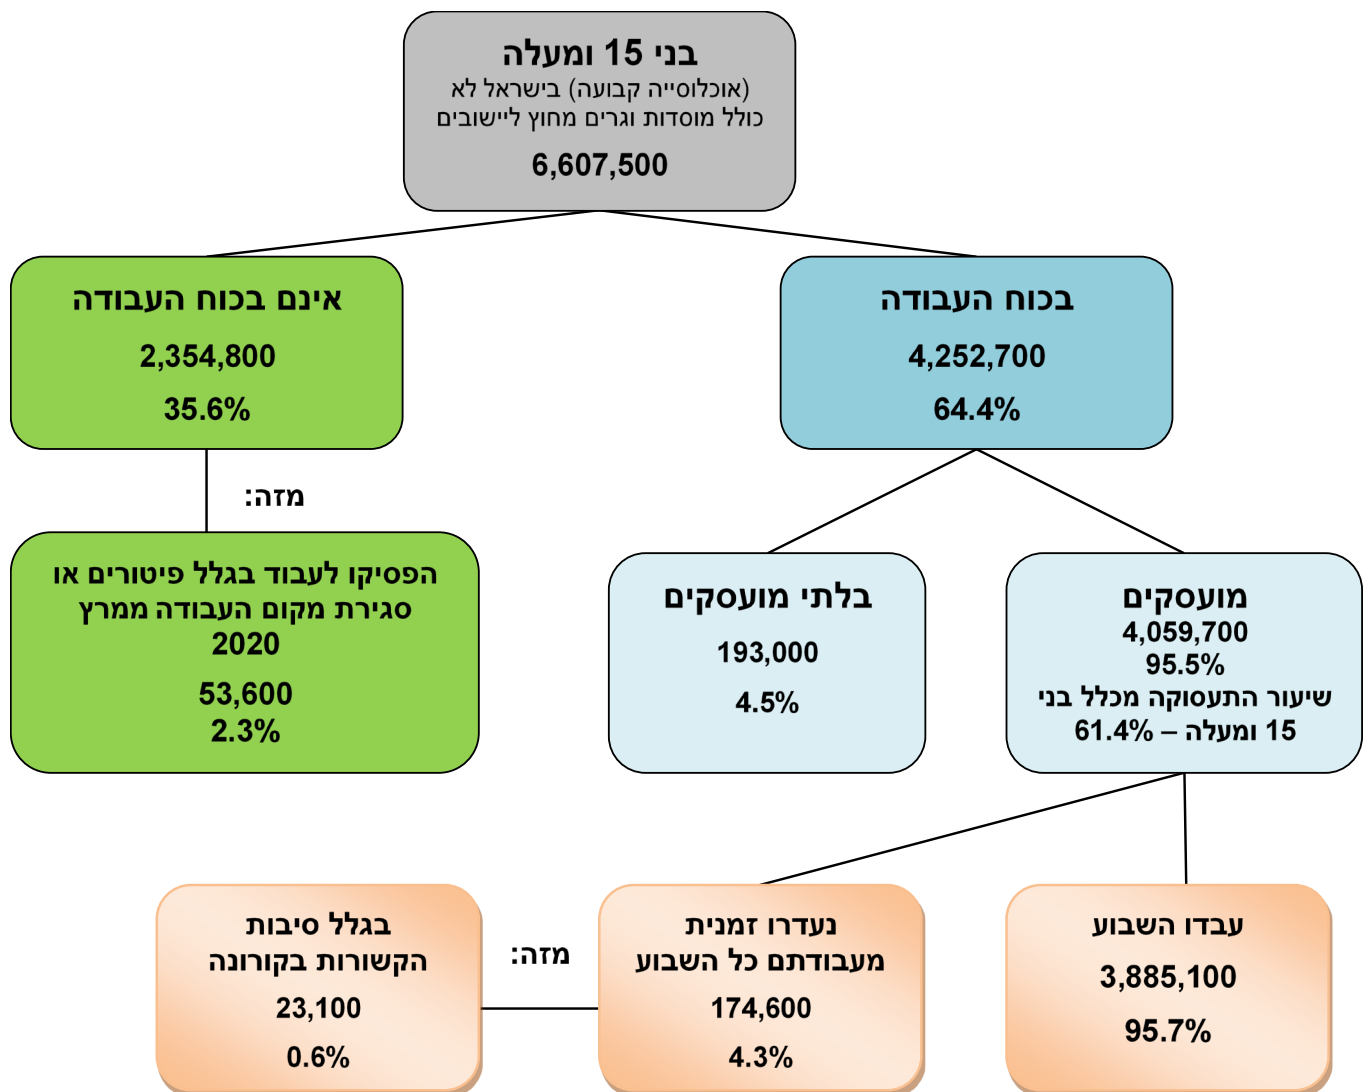 בני 15 ומעלה
(אוכלוסייה קבועה) בישראל לא
כולל מוסדות וגרים מחוץ ליישובים
6,607,500
בכוח העבודה
4,252,700
64.4%
אינם בכוח העבודה
2,354,800
35.6%
מזה:
הפסיקו לעבוד בגלל פיטורים או
סגירת מקום העבודה ממרץ
2020
53,600
2.3%
מועסקים
4,059,700
95.5%
שיעור התעסוקה מכלל בני
15 ומעלה – 61.4%
בלתי מועסקים
193,000
4.5%
עבדו השבוע
3,885,100
95.7%
נעדרו זמנית
מעבודתם כל השבוע
174,600
4.3%
מזה:
בגלל סיבות
הקשורות בקורונה
23,100
0.6%